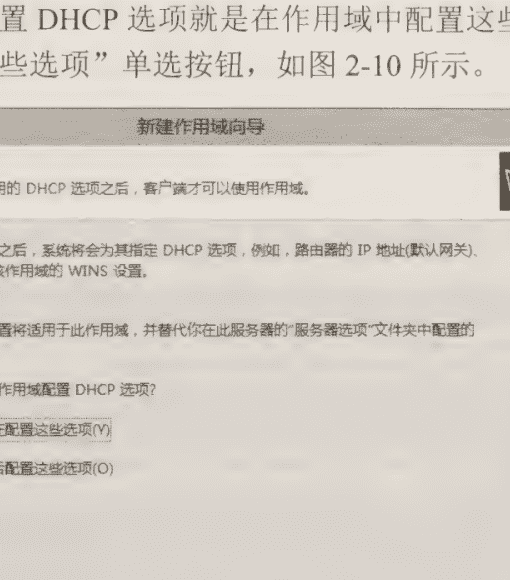 置 DHCP 选项就是在作用域中配置这些
些选项”单选按钮，如图 2-10 所示。
新建作用域向导
用的 DHCP 选项之后，客户端才可以使用作用域。
之后，系统将会为其指定 DHCP 选项，例如，路由器的 IP 地址(默认网关)、
该作用域的 WINS 设置。
置将适用于此作用域，并替代你在此服务器的"服务器选项"文件夹中配置的
作用域配置 DHCP 选项?
在配置这些选项(Y)
后配置这些选项(O)